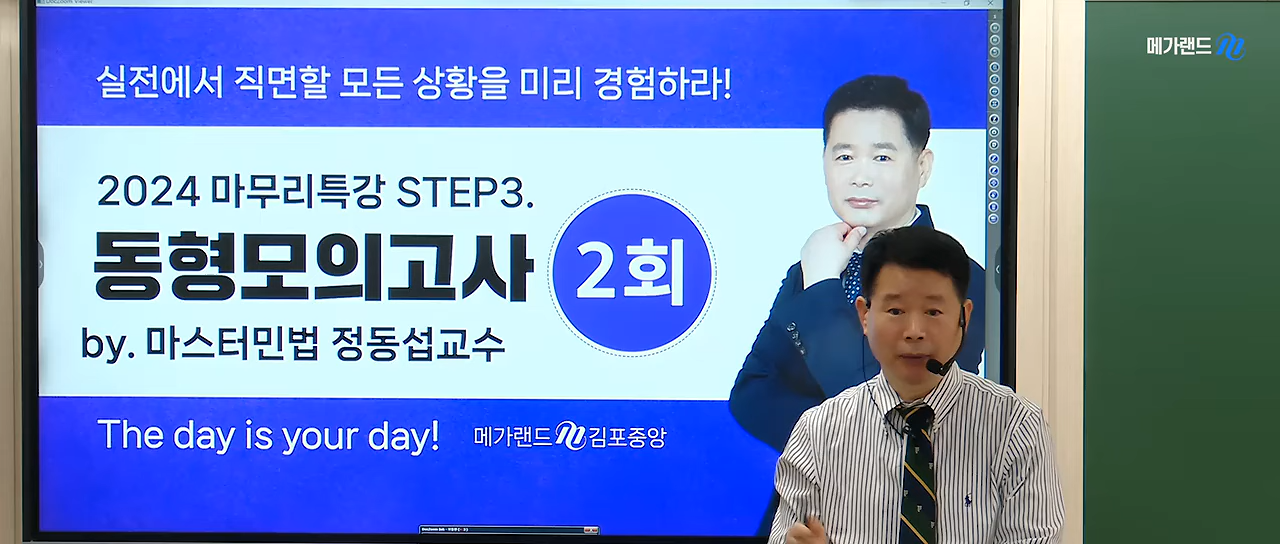 메가랜드
실전에서 직면할 모든 상황을 미리 경험하라!
2024 마무리특강 STEP3.
동형모의고사 2회
by. 마스터민법 정동섭교수
The day is your day!
메가랜드 김포중앙